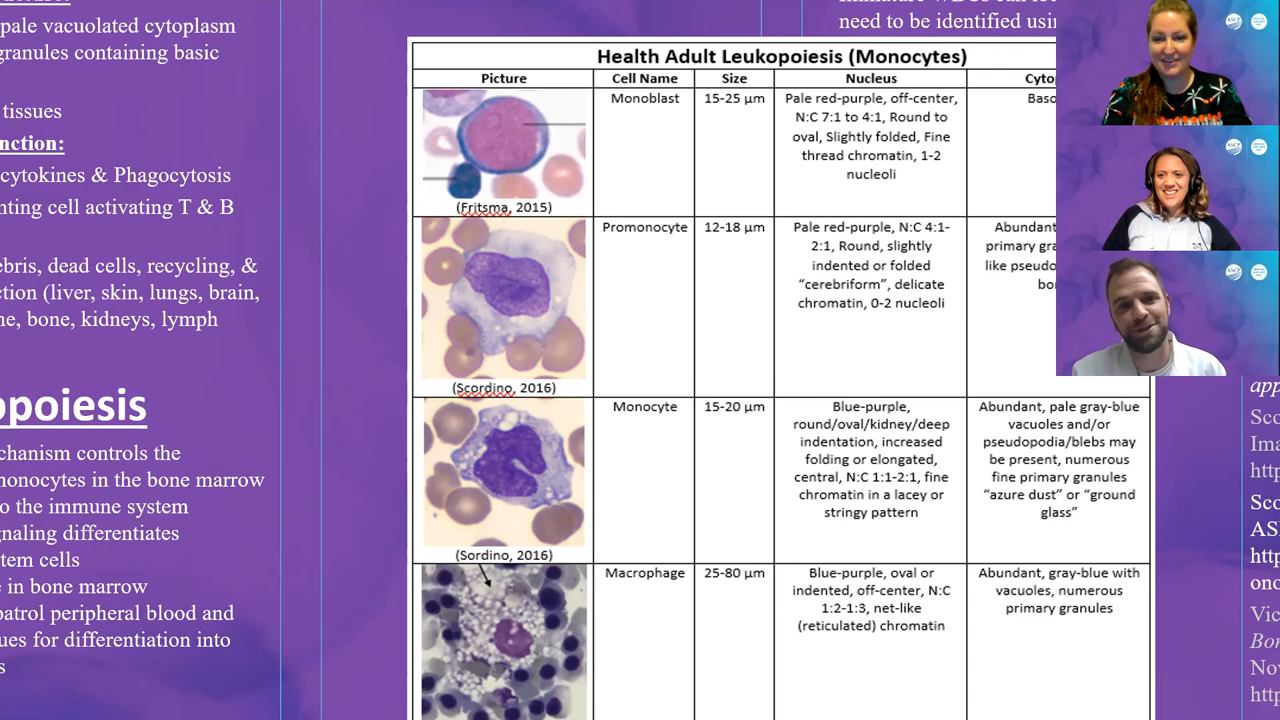 pale vacuolated cytoplasm
granules containing basic
tissues
nction:
cytokines & Phagocytosis
nting cell activating T & B
ebris, dead cells, recycling, &
ction (liver, skin, lungs, brain,
ne, bone, kidneys, lymph
opoiesis
chanism controls the
monocytes in the bone marrow
o the immune system
gnaling differentiates
tem cells
e in bone marrow
patrol peripheral blood and
ues for differentiation into
s
need to be identified usin
Health Adult Leukopoiesis (Monocytes)
Picture Cell Name Size Nucleus Cytop
(Fritsma, 2015)
Monoblast
15-25 µm
Pale red-purple, off-center,
N:C 7:1 to 4:1, Round to
oval, Slightly folded, Fine
thread chromatin, 1-2
nucleoli
Baso
(Scordino, 2016)
Promonocyte
12-18 µm
Pale red-purple, N:C 4:1-
2:1, Round, slightly
indented or folded
“cerebriform”, delicate
chromatin, 0-2 nucleoli
Abundant
primary gra
like pseudo
bo
(Sordino, 2016)
Monocyte
15-20 µm
Blue-purple,
round/oval/kidney/deep
indentation, increased
folding or elongated,
central, N:C 1:1-2:1, fine
chromatin in a lacey or
stringy pattern
Abundant, pale gray-blue
vacuoles and/or
pseudopodia/blebs may
be present, numerous
fine primary granules
“azure dust” or “ground
glass”
Macrophage
25-80 µm
Blue-purple, oval or
indented, off-center, N:C
1:2-1:3, net-like
(reticulated) chromatin
Abundant, gray-blue with
vacuoles, numerous
primary granules
ASCP
ASCP
ASCP
app
Sco
Ima
http
Sco
AS
http
ono
Vic
Bor
Nov
http